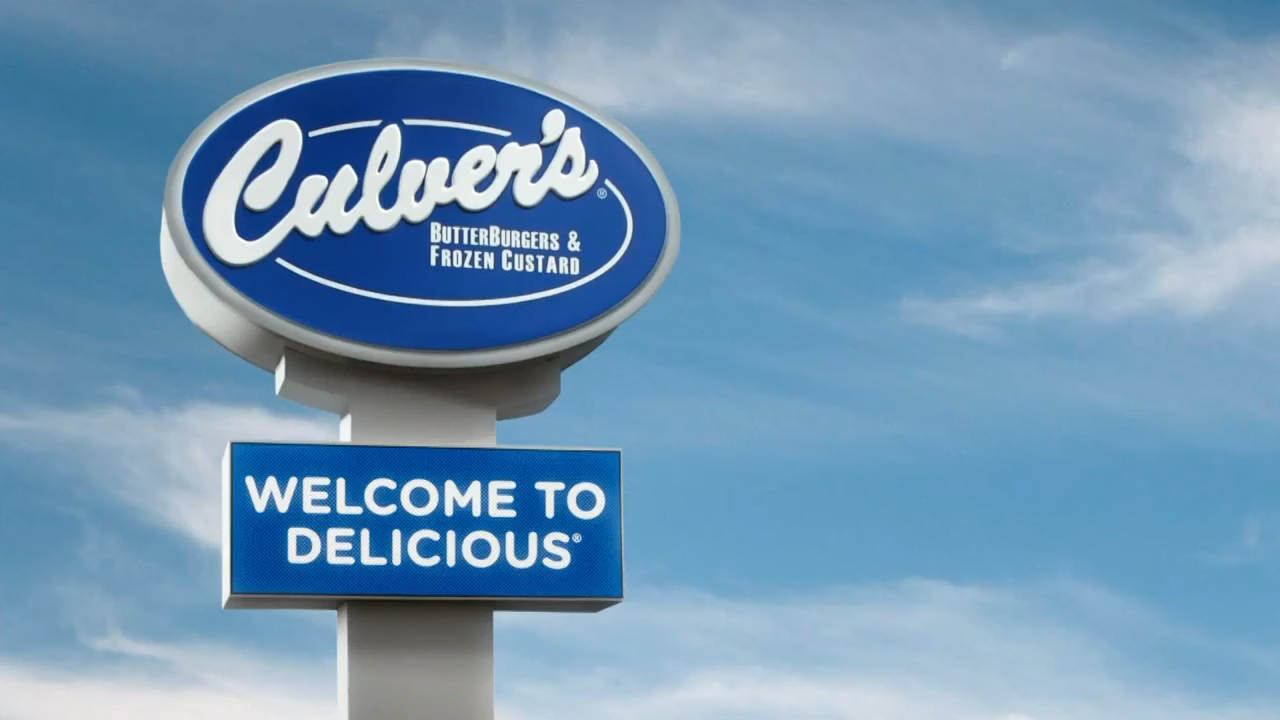 Culver's®
ButterBurgers &
Frozen Custard
WELCOME TO
DELICIOUS®